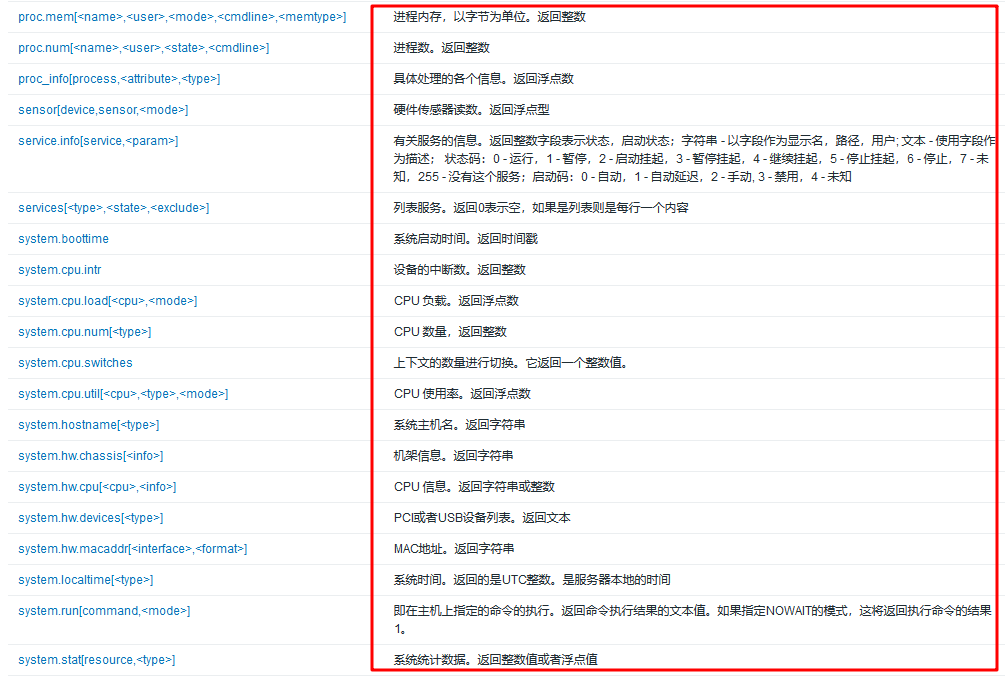 proc.mem[<name>,<user>,<mode>,<cmdline>,<memtype>] 进程内存，以字节为单位。返回整数
proc.num[<name>,<user>,<state>,<cmdline>] 进程数。返回整数
proc_info[process,<attribute>,<type>] 具体处理的各个信息。返回浮点数
sensor[device,sensor,<mode>] 硬件传感器读数。返回浮点型
service.info[service,<param>] 有关服务的信息。返回整数字段表示状态，启动状态；字符串 - 以字段作为显示名，路径，用户; 文本 - 使用字段作
为描述； 状态码：0 - 运行，1 - 暂停，2 - 启动挂起，3 - 暂停挂起，4 - 继续挂起，5 - 停止挂起，6 - 停止，7 - 未
知，255 - 没有这个服务；启动码：0 - 自动，1 - 自动延迟，2 - 手动, 3 - 禁用，4 - 未知
services[<type>,<state>,<exclude>] 列表服务。返回0表示空，如果是列表则是每行一个内容
system.boottime 系统启动时间。返回时间戳
system.cpu.intr 设备的中断数。返回整数
system.cpu.load[<cpu>,<mode>] CPU 负载。返回浮点数
system.cpu.num[<type>] CPU 数量，返回整数
system.cpu.switches 上下文的数量进行切换。它返回一个整数值。
system.cpu.util[<cpu>,<type>,<mode>] CPU 使用率。返回浮点数
system.hostname[<type>] 系统主机名。返回字符串
system.hw.chassis[<info>] 机架信息。返回字符串
system.hw.cpu[<cpu>,<info>] CPU 信息。返回字符串或整数
system.hw.devices[<type>] PCI或者USB设备列表。返回文本
system.hw.macaddr[<interface>,<format>] MAC地址。返回字符串
system.localtime[<type>] 系统时间。返回的是UTC整数。是服务器本地的时间
system.run[command,<mode>] 即在主机上指定的命令的执行。返回命令执行结果的文本值。如果指定NOWAIT的模式，这将返回执行命令的结果
1。
system.stat[resource,<type>] 系统统计数据。返回整数值或者浮点值